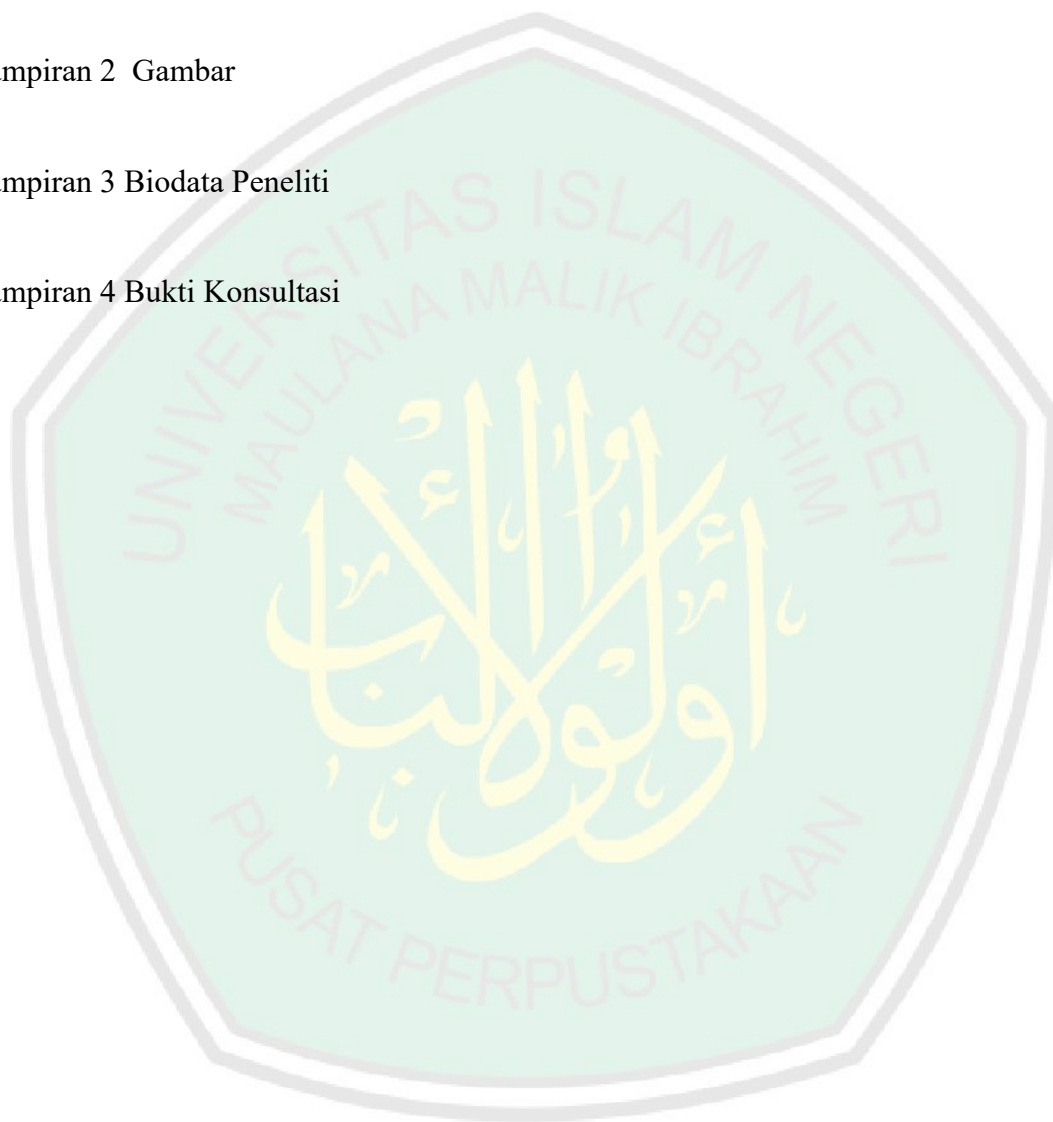 ampiran 2 Gambar
ampiran 3 Biodata Peneliti
ampiran 4 Bukti Konsultasi
UNIVERSITAS ISLAM NEGERI
MAULANA MALIK IBRAHIM
أولو الألباب
PUSAT PERPUSTAKAAN